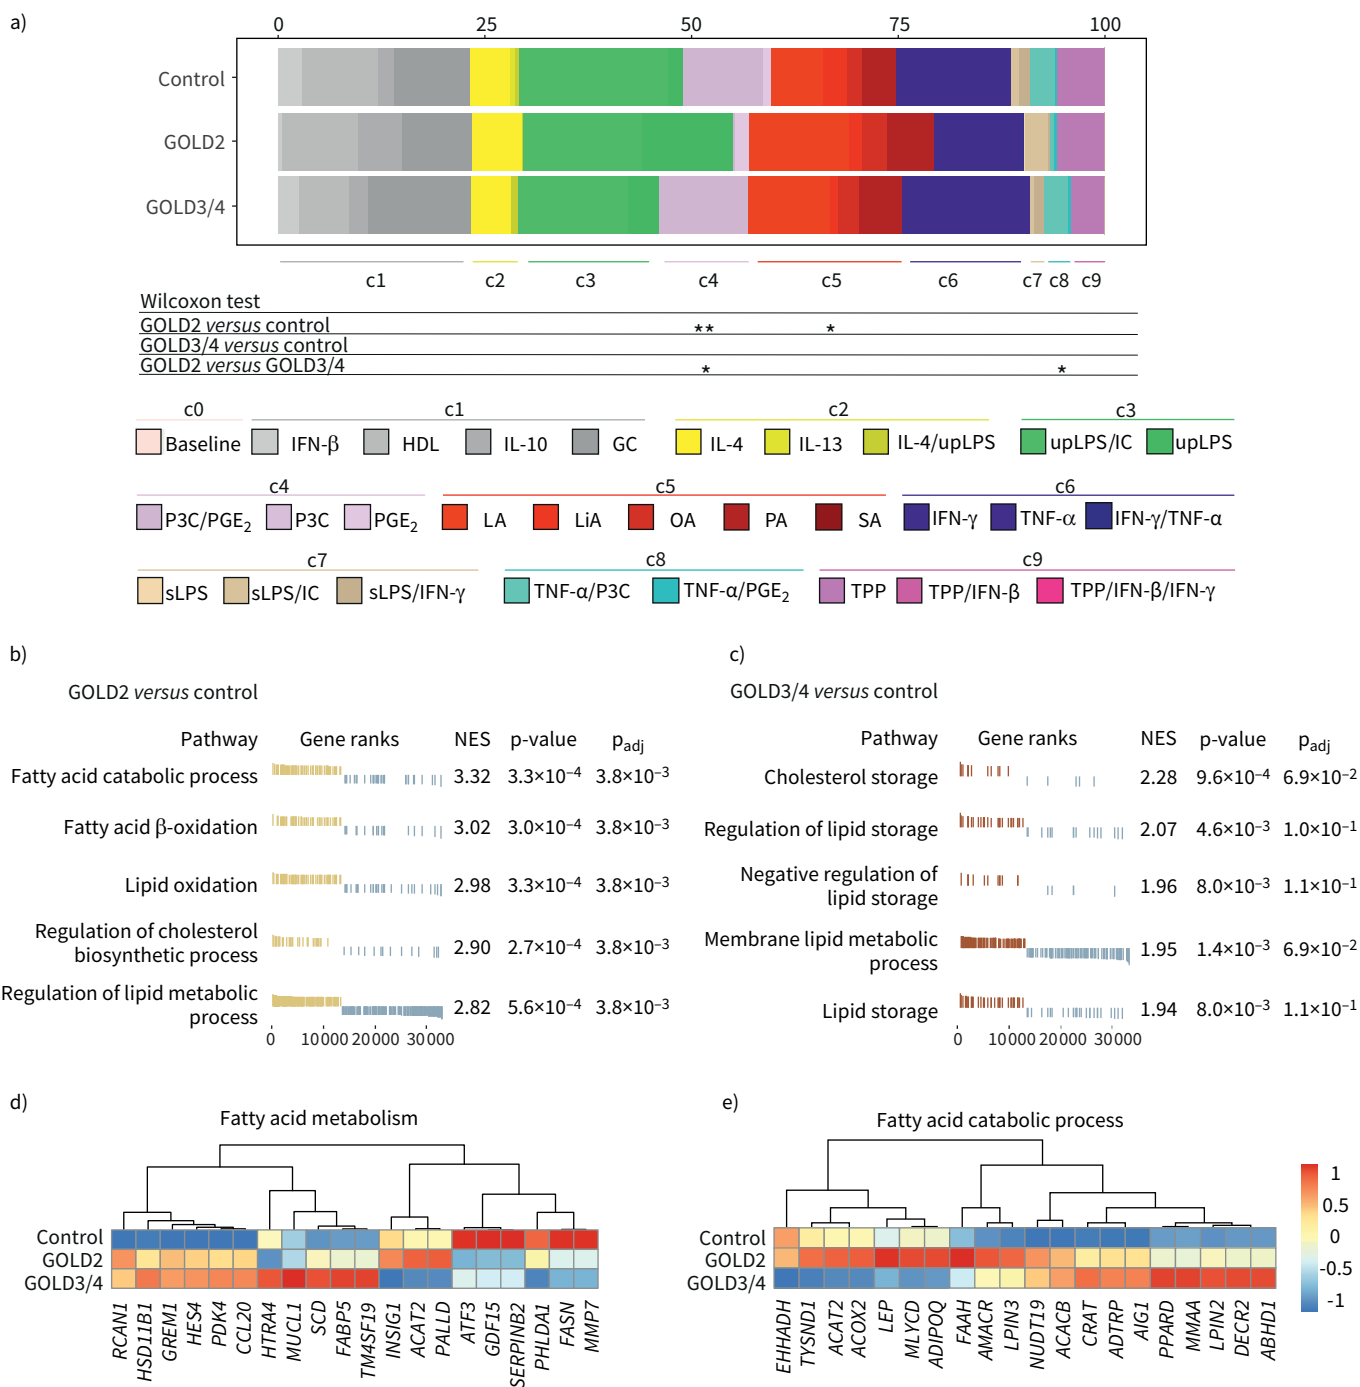 a)
0 25 50 75 100
Control
GOLD2
GOLD3/4
c1 c2 c3 c4 c5 c6 c7 c8 c9
Wilcoxon test
GOLD2 versus control ** *
GOLD3/4 versus control
GOLD2 versus GOLD3/4 * *
c0 c1 c2 c3
Baseline IFN-β HDL IL-10 GC IL-4 IL-13 IL-4/upLPS upLPS/IC upLPS
c4 c5 c6
P3C/PGE₂ P3C PGE₂ LA LiA OA PA SA IFN-γ TNF-α IFN-γ/TNF-α
c7 c8 c9
sLPS sLPS/IC sLPS/IFN-γ TNF-α/P3C TNF-α/PGE₂ TPP TPP/IFN-β TPP/IFN-β/IFN-γ
b)
GOLD2 versus control
Pathway Gene ranks NES p-value p_adj
Fatty acid catabolic process 3.32 3.3×10⁻⁴ 3.8×10⁻³
Fatty acid β-oxidation 3.02 3.0×10⁻⁴ 3.8×10⁻³
Lipid oxidation 2.98 3.3×10⁻⁴ 3.8×10⁻³
Regulation of cholesterol
biosynthetic process 2.90 2.7×10⁻⁴ 3.8×10⁻³
Regulation of lipid metabolic
process 2.82 5.6×10⁻⁴ 3.8×10⁻³
0 10000 20000 30000
c)
GOLD3/4 versus control
Pathway Gene ranks NES p-value p_adj
Cholesterol storage 2.28 9.6×10⁻⁴ 6.9×10⁻²
Regulation of lipid storage 2.07 4.6×10⁻³ 1.0×10⁻¹
Negative regulation of
lipid storage 1.96 8.0×10⁻³ 1.1×10⁻¹
Membrane lipid metabolic
process 1.95 1.4×10⁻³ 6.9×10⁻²
Lipid storage 1.94 8.0×10⁻³ 1.1×10⁻¹
0 10000 20000 30000
d)
Fatty acid metabolism
Control
GOLD2
GOLD3/4
RCAN1 HSD11B1 GREM1 HES4 PDK4 CCL20 HTRA4 MUCL1 SCD FABP5 TM4SF19 INSIG1 ACAT2 PALLD ATF3 GDF15 SERPINB2 PHLDA1 FASN MMP7
e)
Fatty acid catabolic process
Control
GOLD2
GOLD3/4
EHHADH TYSND1 ACAT2 ACOX2 LEP MLYCD ADIPOQ FAAH AMACR LPIN3 NUDT19 ACACB CRAT ADTRP AIG1 PPARD MMAA LPIN2 DECR2 ABHD1
1
0.5
0
-0.5
-1